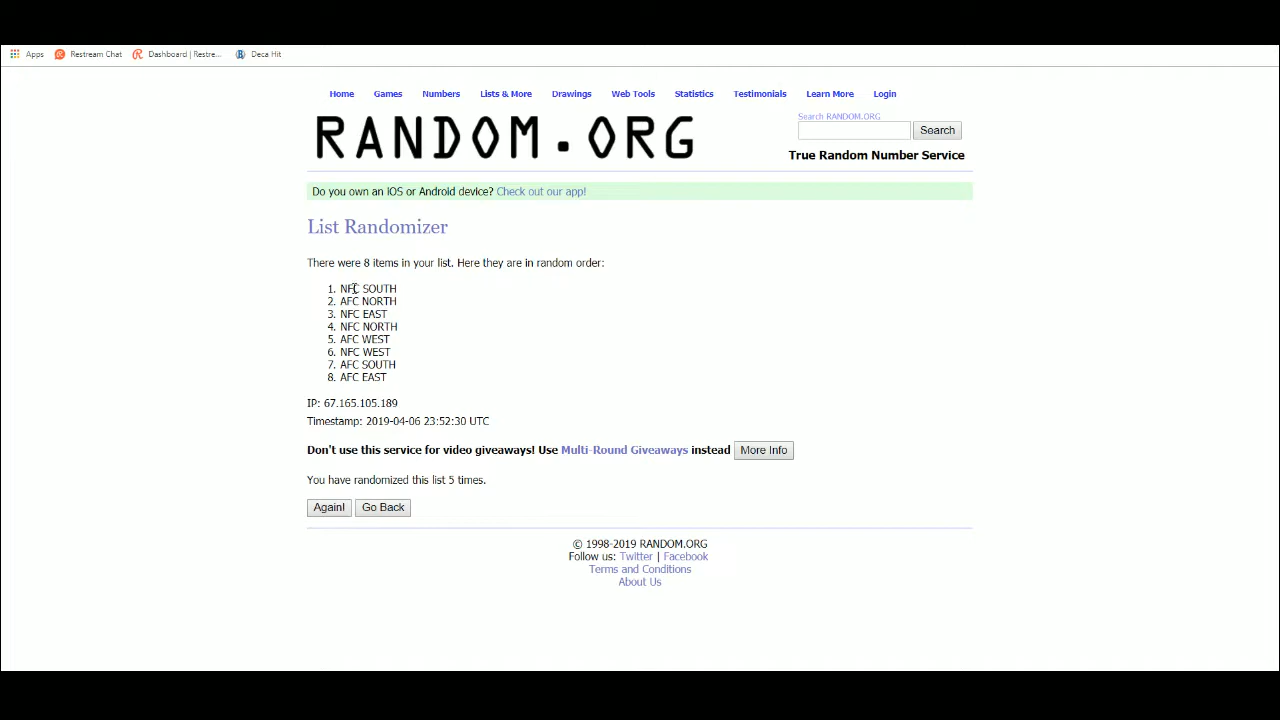 Apps Restream Chat Dashboard | Restre... Deca Hit
Home Games Numbers Lists & More Drawings Web Tools Statistics Testimonials Learn More Login
RANDOM.ORG
Search RANDOM.ORG
Search
True Random Number Service
Do you own an iOS or Android device? Check out our app!
List Randomizer
There were 8 items in your list. Here they are in random order:
1. NFC SOUTH
2. AFC NORTH
3. NFC EAST
4. NFC NORTH
5. AFC WEST
6. NFC WEST
7. AFC SOUTH
8. AFC EAST
IP: 67.165.105.189
Timestamp: 2019-04-06 23:52:30 UTC
Don't use this service for video giveaways! Use Multi-Round Giveaways instead More Info
You have randomized this list 5 times.
Again! Go Back
© 1998-2019 RANDOM.ORG
Follow us: Twitter | Facebook
Terms and Conditions
About Us